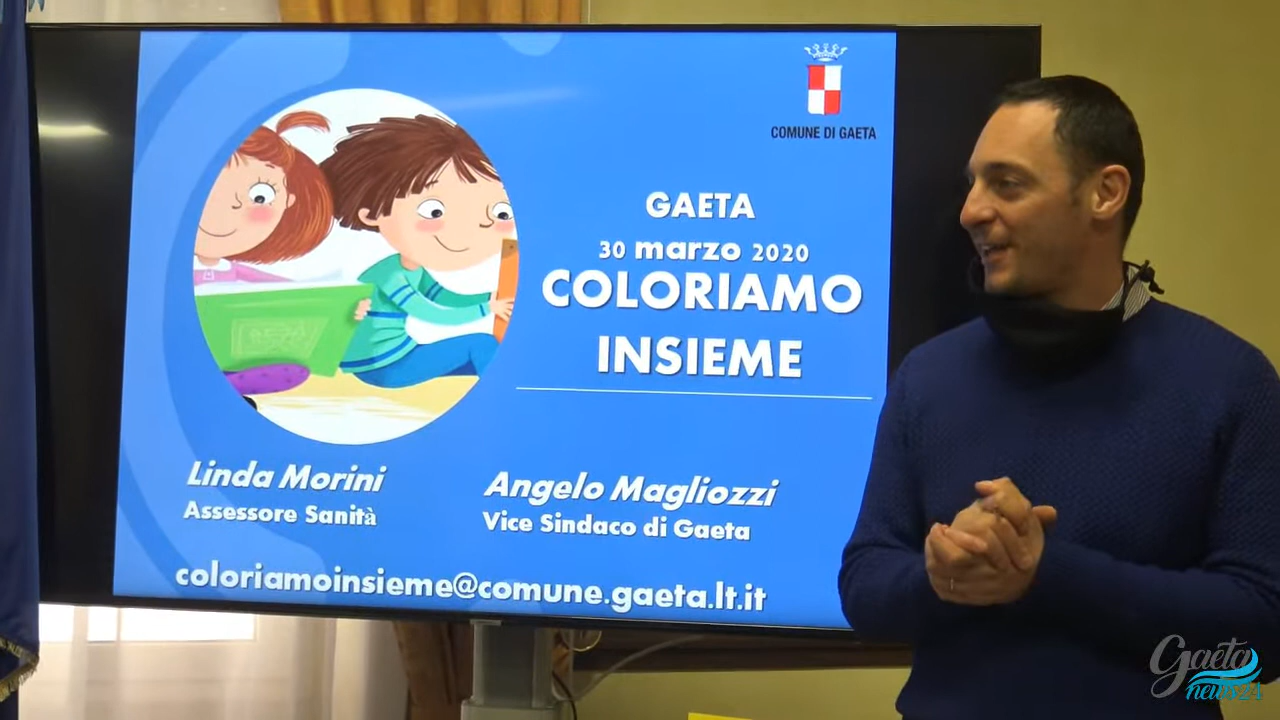 COMUNE DI GAETA
GAETA
30 marzo 2020
COLORIAMO
INSIEME
Linda Morini
Assessore Sanità
Angelo Magliozzi
Vice Sindaco di Gaeta
coloriamoinsieme@comune.gaeta.lt.it
Gaeta
news24